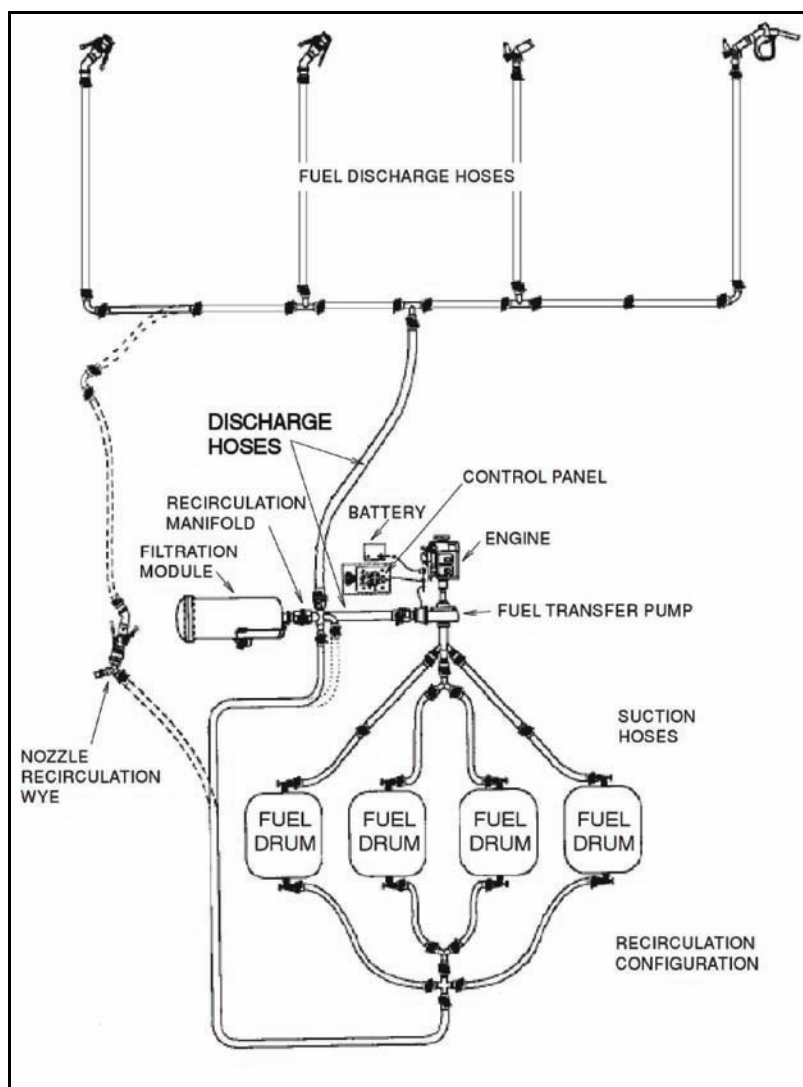 FUEL DISCHARGE HOSES
DISCHARGE
HOSES
CONTROL PANEL
RECIRCULATION
MANIFOLD
BATTERY
ENGINE
FILTRATION
MODULE
FUEL TRANSFER PUMP
SUCTION
HOSES
NOZZLE
RECIRCULATION
WYE
FUEL
DRUM
FUEL
DRUM
FUEL
DRUM
FUEL
DRUM
RECIRCULATION
CONFIGURATION